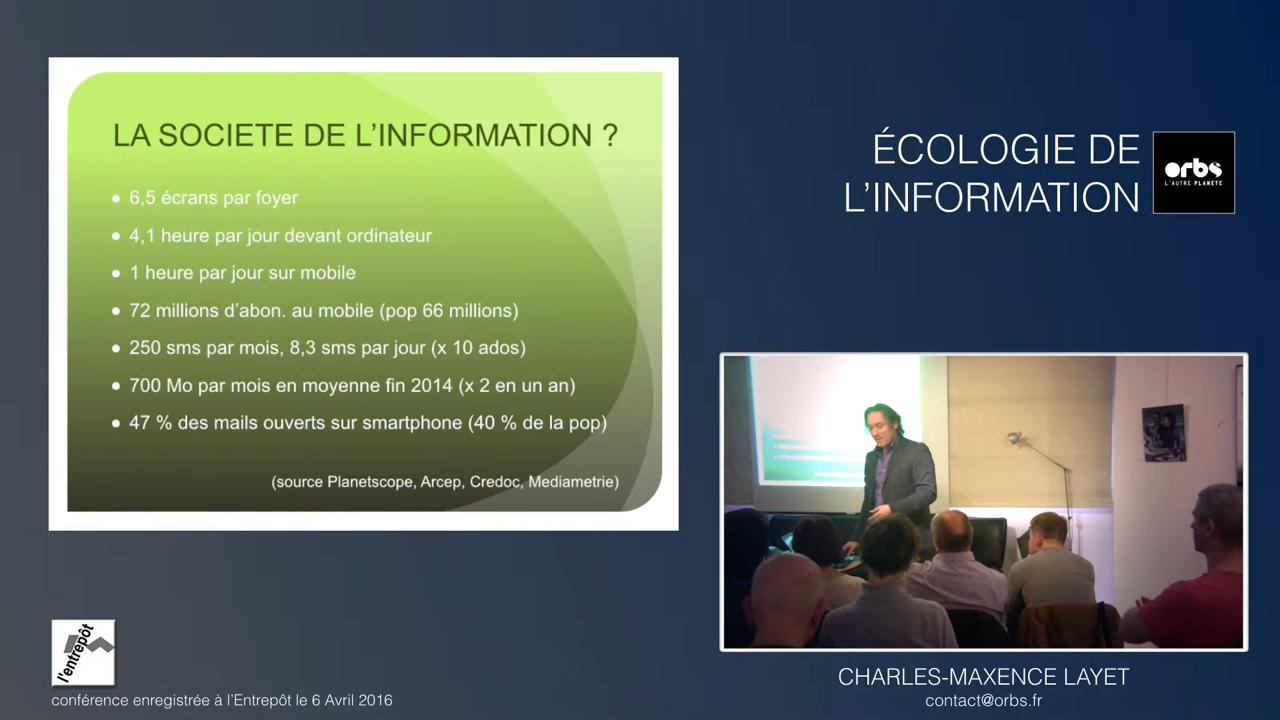 LA SOCIETE DE L'INFORMATION ?
• 6,5 écrans par foyer
• 4,1 heure par jour devant ordinateur
• 1 heure par jour sur mobile
• 72 millions d'abon. au mobile (pop 66 millions)
• 250 sms par mois, 8,3 sms par jour (x 10 ados)
• 700 Mo par mois en moyenne fin 2014 (x 2 en un an)
• 47 % des mails ouverts sur smartphone (40 % de la pop)
(source Planetscope, Arcep, Credoc, Mediametrie)
ÉCOLOGIE DE
L'INFORMATION
orbs
L'AUTRE PLANÈTE
l'entrepôt
conférence enregistrée à l'Entrepôt le 6 Avril 2016
CHARLES-MAXENCE LAYET
contact@orbs.fr